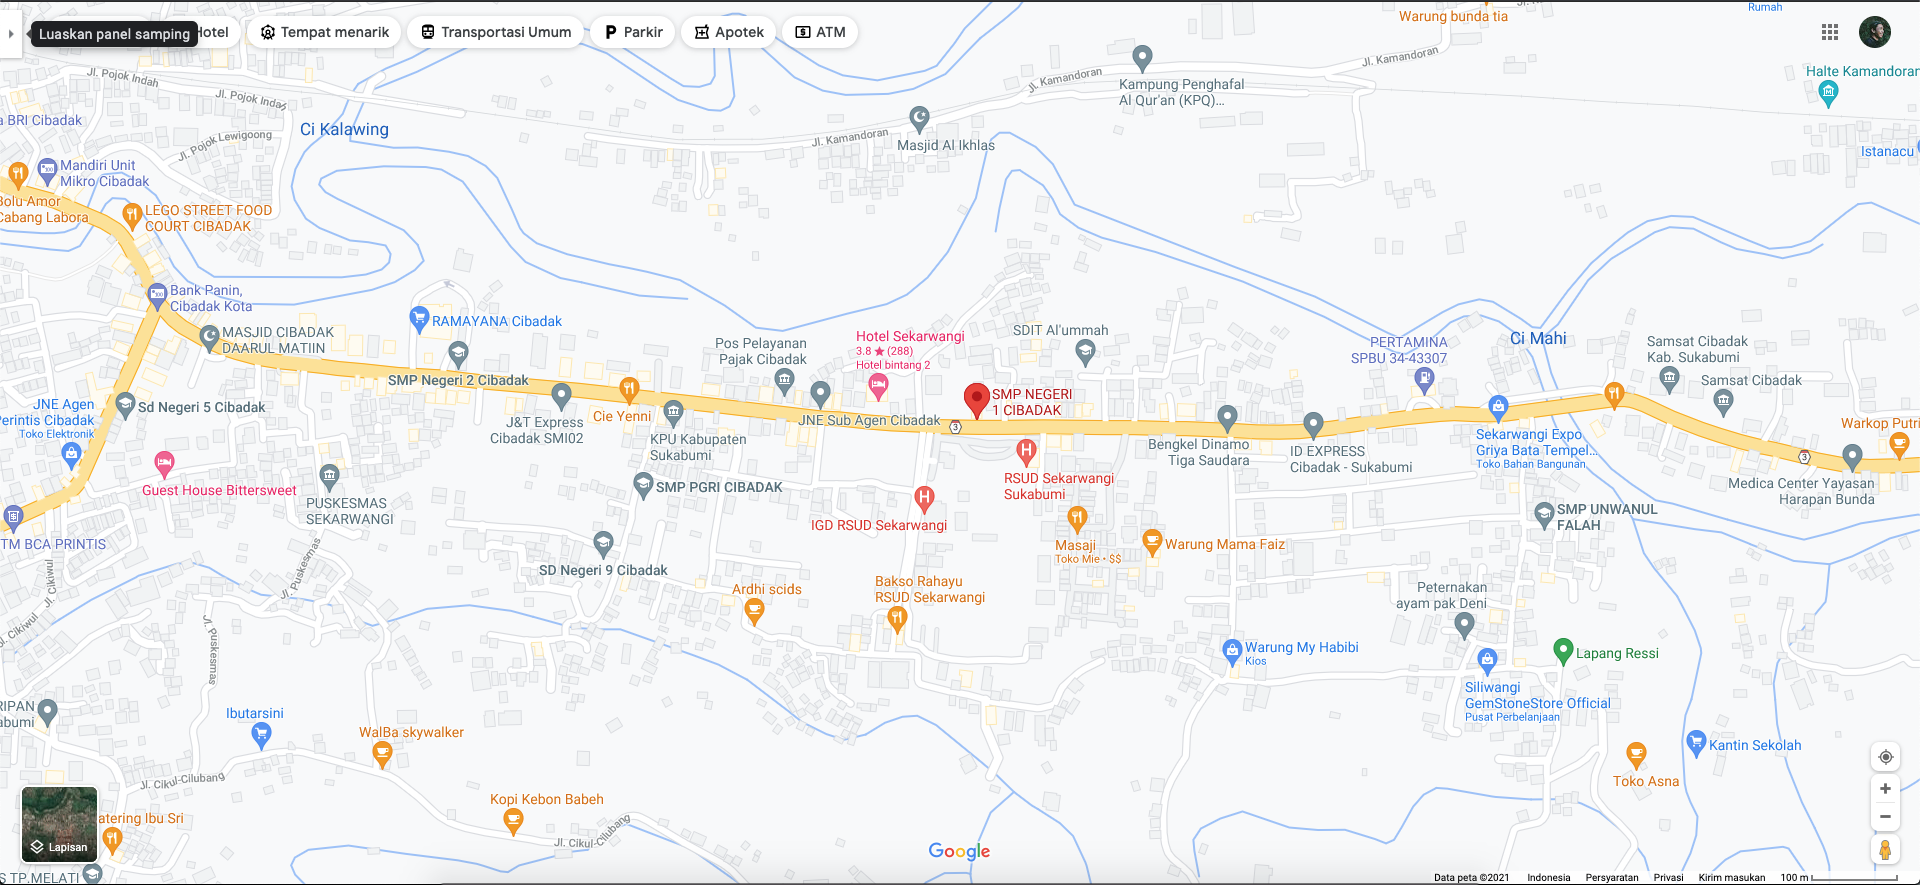 Luaskan panel samping
Hotel
Tempat menarik
Transportasi Umum
Parkir
Apotek
ATM
Warung bunda tia
Rumah
Jl. Pojok Indah
Jl. Pojok Indah
Jl. Kamandoran
Jl. Kamandoran
Halte Kamandoran
Kampung Penghafal
Al Qur'an (KPQ)...
a BRI Cibadak
Ci Kalawing
Jl. Pojok Lewigoong
Jl. Kamandoran
Masjid Al Ikhlas
Istanacu
Mandiri Unit
Mikro Cibadak
Bolu Amor
Cabang Labora
LEGO STREET FOOD
COURT CIBADAK
Bank Panin,
Cibadak Kota
MASJID CIBADAK
DAARUL MATIIN
RAMAYANA Cibadak
Pos Pelayanan
Pajak Cibadak
Hotel Sekarwangi
3.8 ★ (288)
Hotel bintang 2
SDIT Al'ummah
PERTAMINA
SPBU 34-43307
Ci Mahi
Samsat Cibadak
Kab. Sukabumi
Samsat Cibadak
SMP Negeri 2 Cibadak
SMP NEGERI
1 CIBADAK
JNE Agen
Perintis Cibadak
Toko Elektronik
Sd Negeri 5 Cibadak
J&T Express
Cibadak SMI02
Cie Yenni
KPU Kabupaten
Sukabumi
JNE Sub Agen Cibadak
3
Bengkel Dinamo
Tiga Saudara
ID EXPRESS
Cibadak - Sukabumi
Sekarwangi Expo
Griya Bata Tempel...
Toko Bahan Bangunan
3
Warkop Putri
Medica Center Yayasan
Harapan Bunda
Guest House Bittersweet
PUSKESMAS
SEKARWANGI
SMP PGRI CIBADAK
RSUD Sekarwangi
Sukabumi
IGD RSUD Sekarwangi
SMP UNWANUL
FALAH
TM BCA PRINTIS
Masaji
Toko Mie • $$
Warung Mama Faiz
SD Negeri 9 Cibadak
Jl. Cikiwul
Jl. Puskesmas
Ardhi scids
Bakso Rahayu
RSUD Sekarwangi
Peternakan
ayam pak Deni
Jl. Cikiwul
Jl. Puskesmas
Warung My Habibi
Kios
Lapang Ressi
Siliwangi
GemStoneStore Official
Pusat Perbelanjaan
RIPAN
abumi
Ibutarsini
WalBa skywalker
Kantin Sekolah
Toko Asna
Jl. Cikul-Cilubang
Kopi Kebon Babeh
atering Ibu Sri
Jl. Cikul-Cilubang
Lapisan
Google
S TP.MELATI
Data peta ©2021
Indonesia
Persyaratan
Privasi
Kirim masukan
100 m